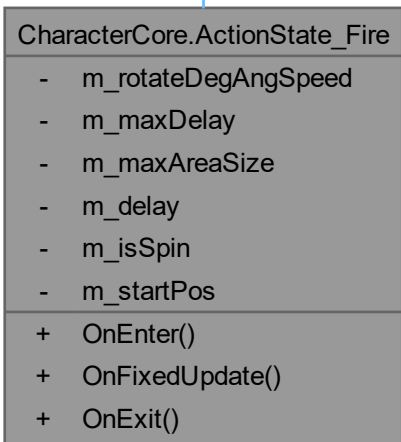 CharacterCore.ActionState_Fire
- m_rotateDegAngSpeed
- m_maxDelay
- m_maxAreaSize
- m_delay
- m_isSpin
- m_startPos
+ OnEnter()
+ OnFixedUpdate()
+ OnExit()